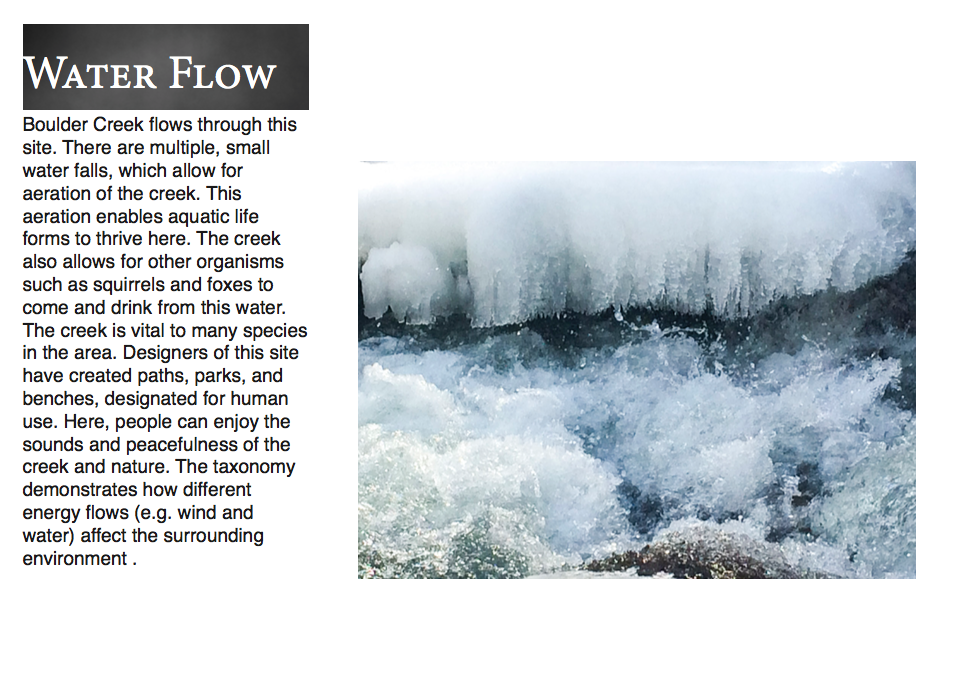 Water Flow
Boulder Creek flows through this
site. There are multiple, small
water falls, which allow for
aeration of the creek. This
aeration enables aquatic life
forms to thrive here. The creek
also allows for other organisms
such as squirrels and foxes to
come and drink from this water.
The creek is vital to many species
in the area. Designers of this site
have created paths, parks, and
benches, designated for human
use. Here, people can enjoy the
sounds and peacefulness of the
creek and nature. The taxonomy
demonstrates how different
energy flows (e.g. wind and
water) affect the surrounding
environment .